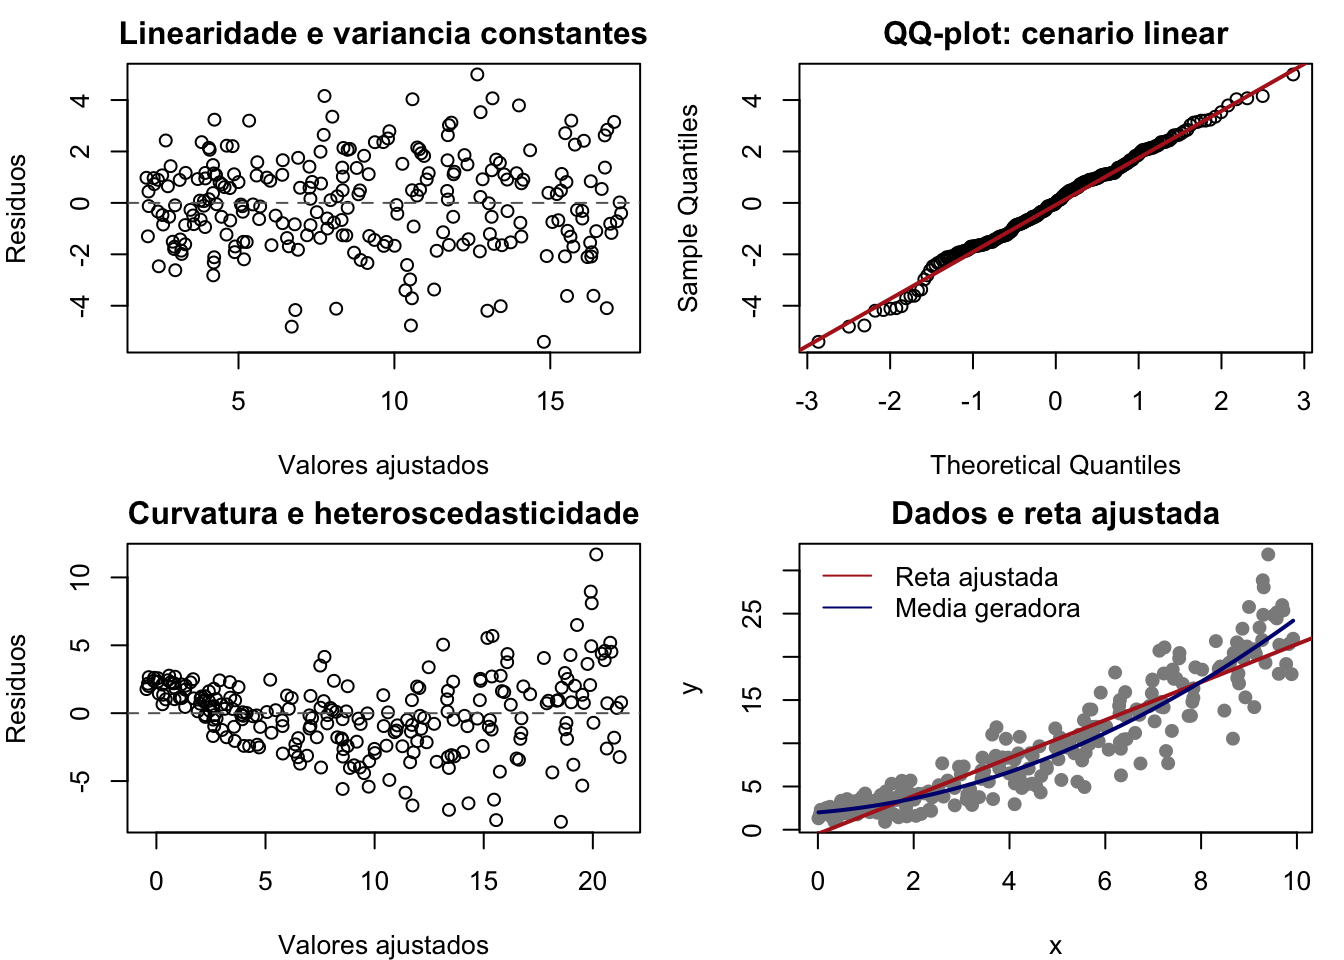 Linearidade e variancia constantes
Residuos
-4 -2 0 2 4
5 10 15
Valores ajustados
QQ-plot: cenario linear
Sample Quantiles
-4 -2 0 2 4
-3 -2 -1 0 1 2 3
Theoretical Quantiles
Curvatura e heteroscedasticidade
Residuos
-5 0 5 10
0 5 10 15 20
Valores ajustados
Dados e reta ajustada
Reta ajustada
Media geradora
y
0 5 15 25
0 2 4 6 8 10
x